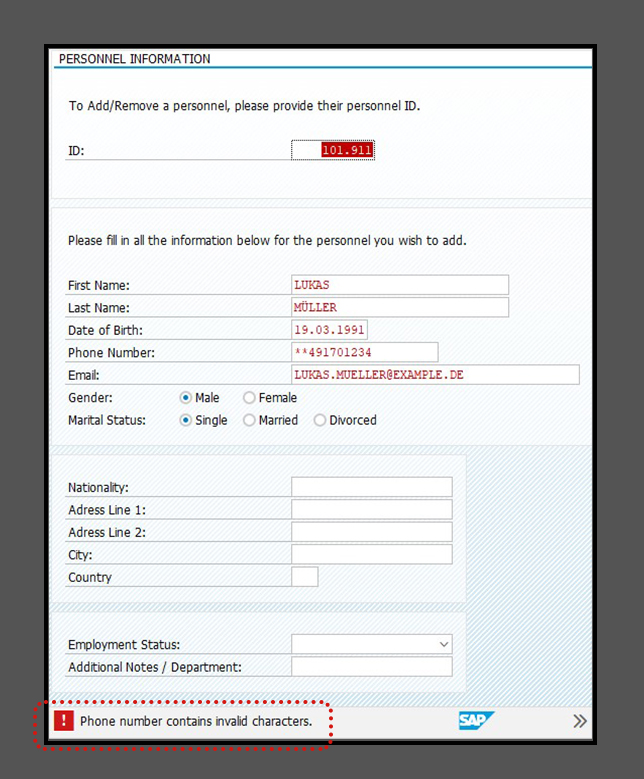 PERSONNEL INFORMATION
To Add/Remove a personnel, please provide their personnel ID.
ID: 101.911
Please fill in all the information below for the personnel you wish to add.
First Name: LUKAS
Last Name: MÜLLER
Date of Birth: 19.03.1991
Phone Number: **491701234
Email: LUKAS.MUELLER@EXAMPLE.DE
Gender: Male Female
Marital Status: Single Married Divorced
Nationality:
Adress Line 1:
Adress Line 2:
City:
Country
Employment Status:
Additional Notes / Department:
! Phone number contains invalid characters. SAP